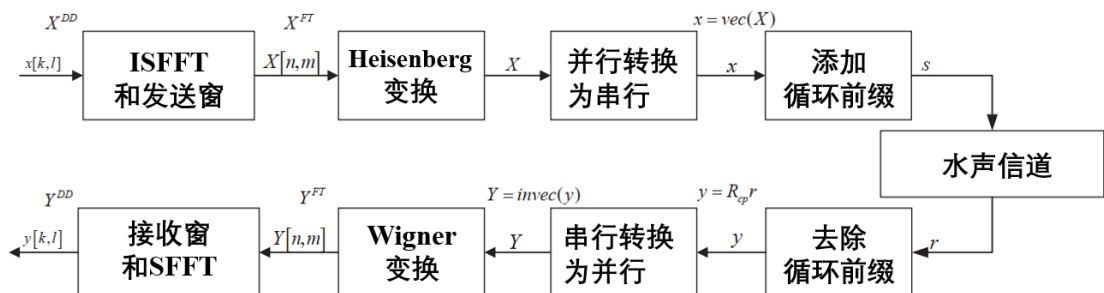 X^{DD}
x[k,l]
ISFFT
和发送窗
X^{FT}
X[n,m]
Heisenberg
变换
X
并行转换
为串行
x = vec(X)
x
添加
循环前缀
s
水声信道
Y^{DD}
y[k,l]
接收窗
和SFFT
Y^{FT}
Y[n,m]
Wigner
变换
Y = invec(y)
Y
串行转换
为并行
y = R_{cp}r
y
去除
循环前缀
r